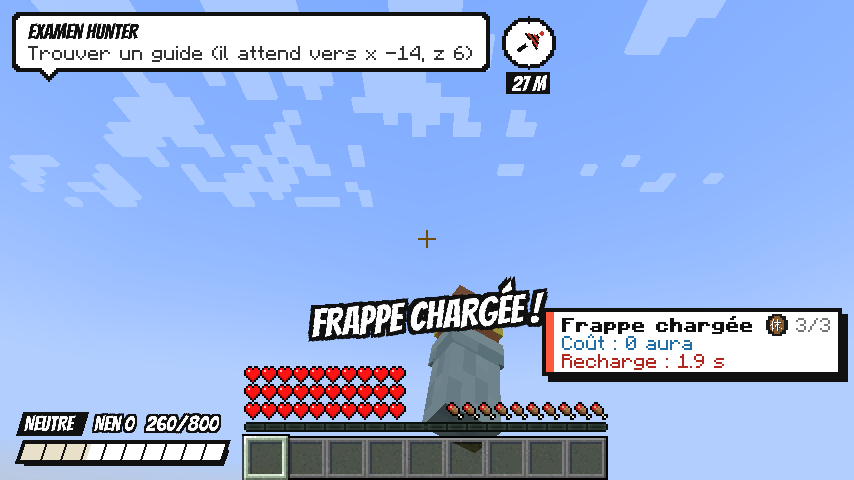 EXAMEN HUNTER
Trouver un guide (il attend vers x -14, z 6)
27 M
FRAPPE CHARGÉE !
Frappe chargée 休 3/3
Coût : 0 aura
Recharge : 1.9 s
NEUTRE NEN 0 260/800